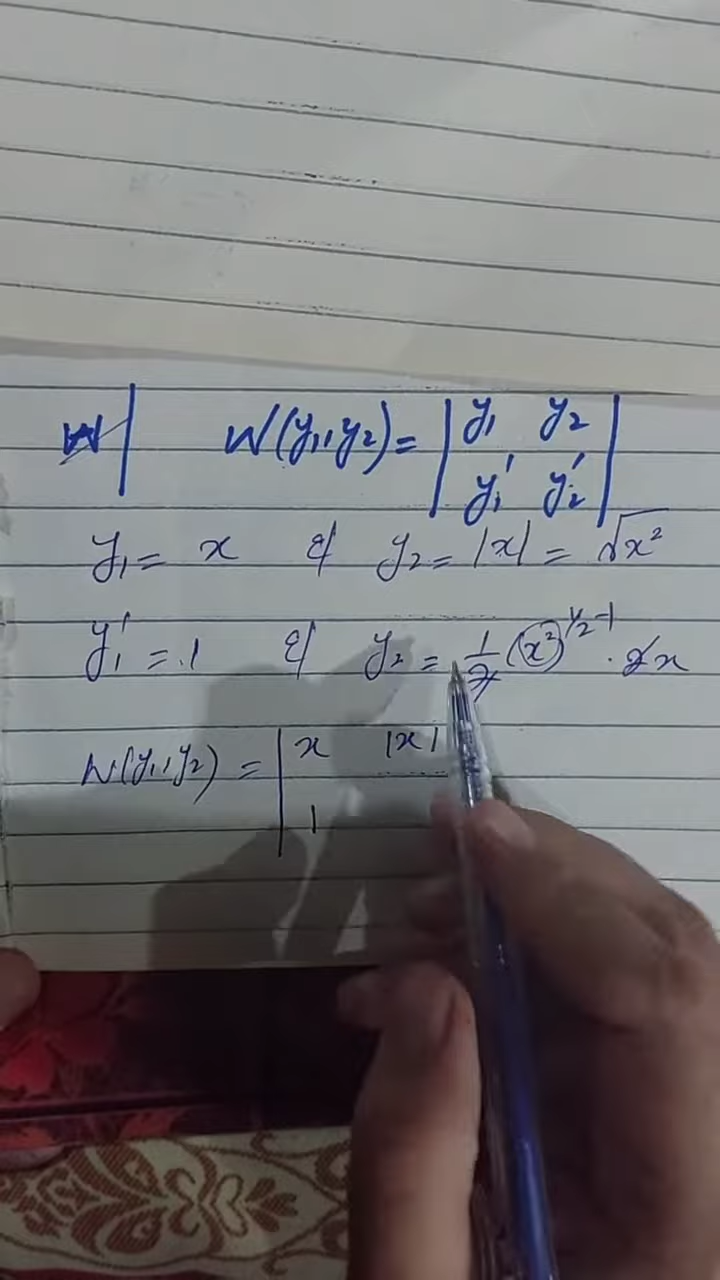 W | W(y₁, y₂) = | y₁ y₂ |
| y₁' y₂' |
y₁ = x & y₂ = |x| = √x²
y₁' = 1 & y₂ = 1/2 (x²)^(1/2 - 1) . 2x
W(y₁, y₂) = | x |x|
| 1